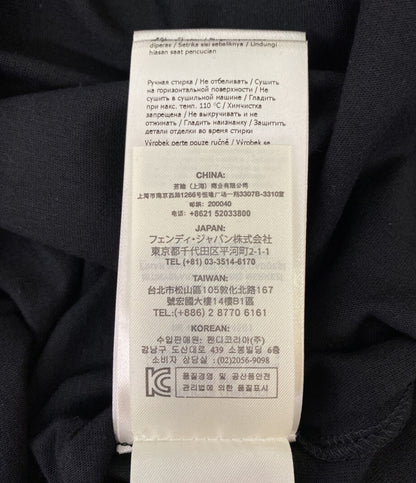 diperas / Setrika sisi sebeliknya / Lindungi
hiasan saat pencucian
Ручная стирка / Не отбеливать / Сушить
на горизонтальной поверхности / Не
сушить в сушильной машине / Гладить
при макс. темп. 110 °C / Химчистка
запрещена / Не выкручивать и не
отжимать / Гладить наизнанку / Защитить
детали отделки во время стирки
Výrobek perte pouze ručně / Výrobek se
CHINA:
芬迪（上海）商业有限公司
上海市南京西路1266号恒隆广场一期3307B-3310室
邮编: 200040
电话: +8621 52033800
JAPAN:
フェンディ・ジャパン株式会社
東京都千代田区平河町2-1-1
TEL (+81) 03-3514-6170
TAIWAN:
台北市松山區105敦化北路167
號宏國大樓14樓B1
TEL:(+886) 2 8770 6161
KOREAN:
수입판매원: 펜디코리아(주)
강남구 도산대로 439 소봉빌딩 6층
소비자 상담실 : (02)2056-9098
품질경영 및 공산품안전
관리법에 의한 품질표시